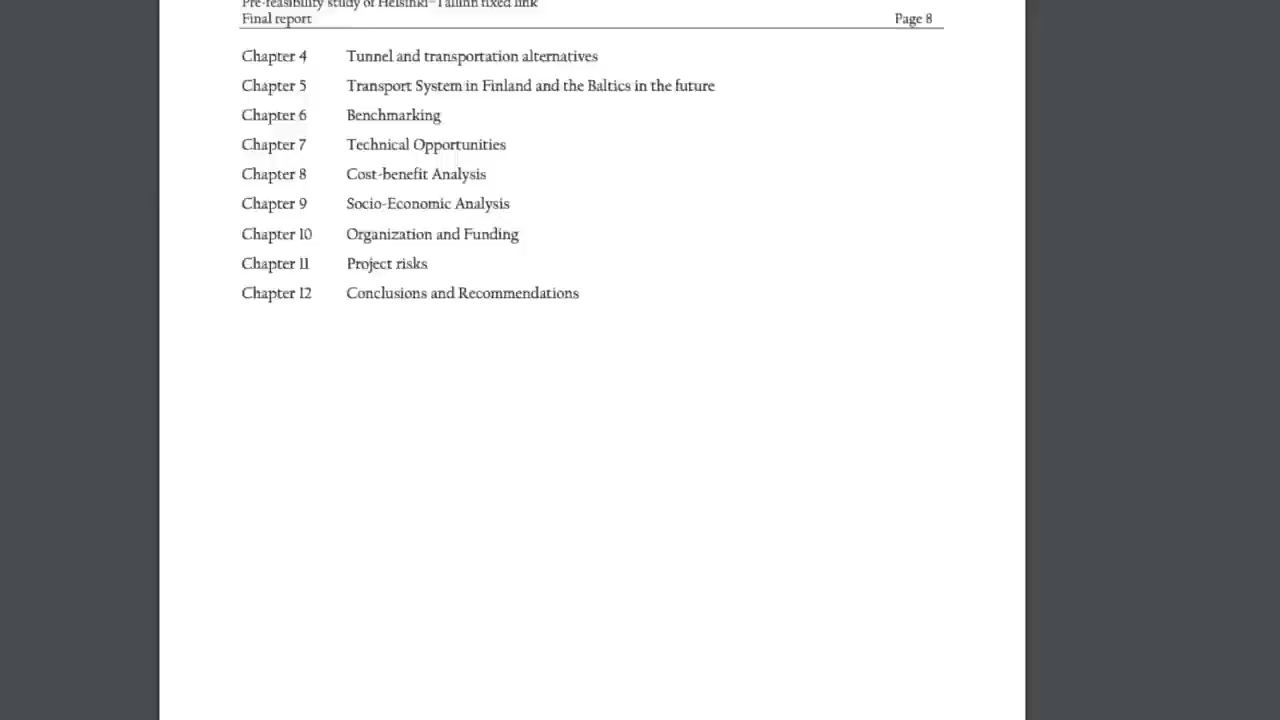 Pre-feasibility study of Helsinki–Tallinn fixed link
Final report Page 8
Chapter 4 Tunnel and transportation alternatives
Chapter 5 Transport System in Finland and the Baltics in the future
Chapter 6 Benchmarking
Chapter 7 Technical Opportunities
Chapter 8 Cost-benefit Analysis
Chapter 9 Socio-Economic Analysis
Chapter 10 Organization and Funding
Chapter 11 Project risks
Chapter 12 Conclusions and Recommendations